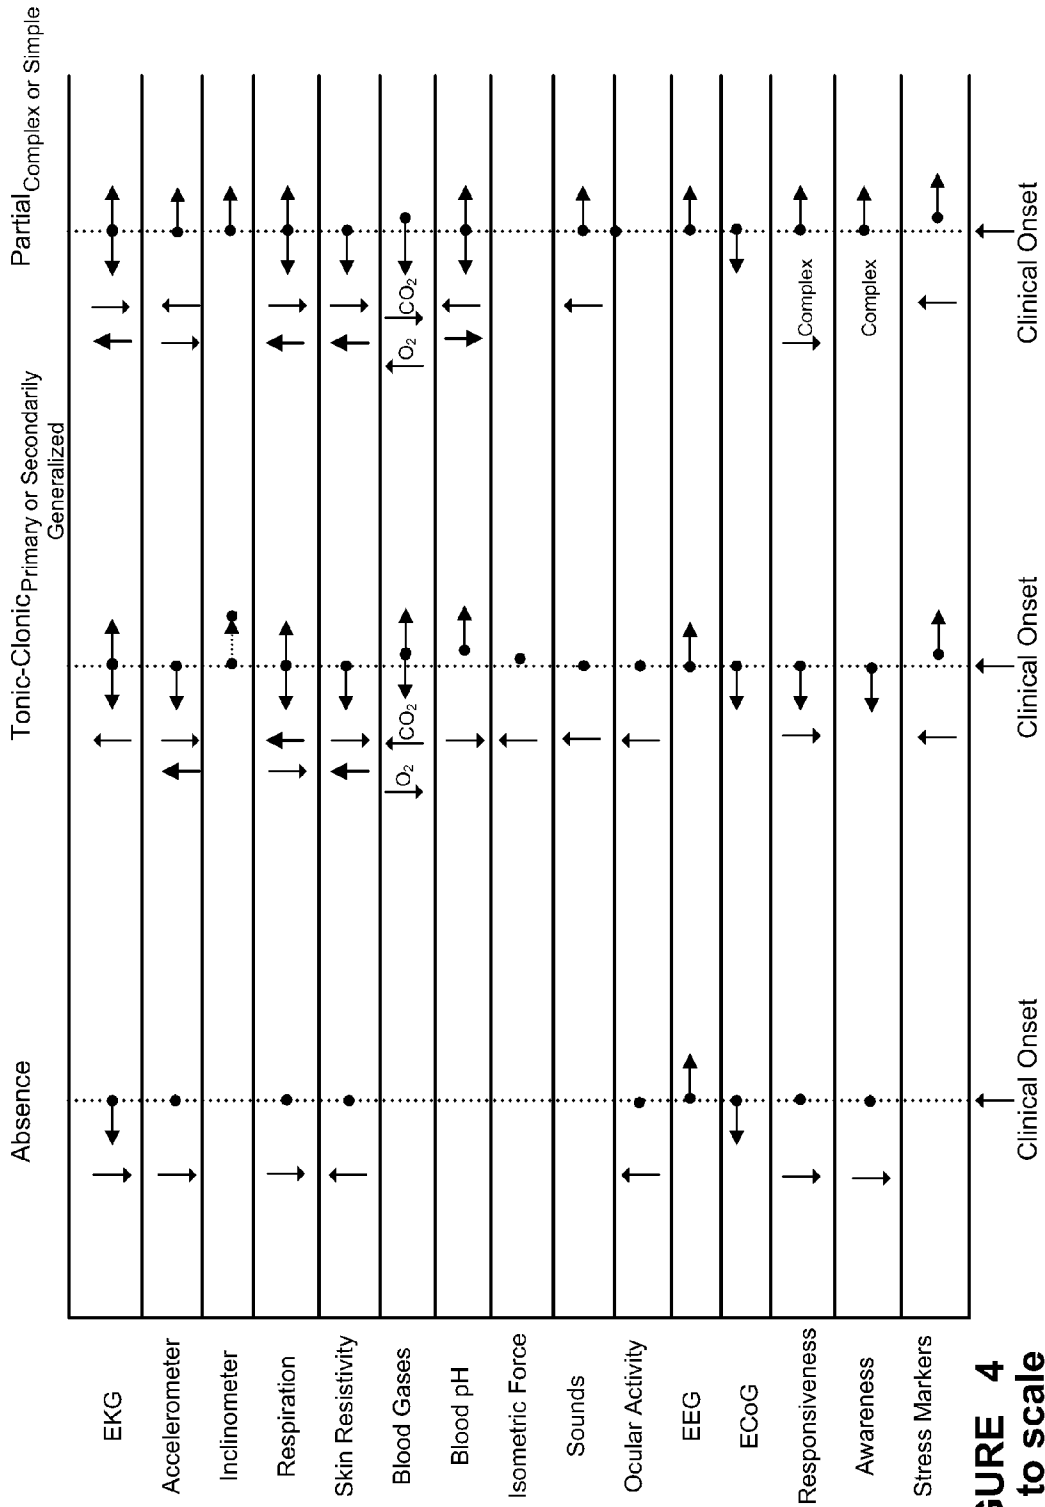 Absence
Tonic-Clonic Primary or Secondarily
Generalized
Partial Complex or Simple
EKG
Accelerometer
Inclinometer
Respiration
Skin Resistivity
Blood Gases
O2
CO2
O2
CO2
Blood pH
Isometric Force
Sounds
Ocular Activity
EEG
ECoG
Responsiveness
Complex
Awareness
Complex
Stress Markers
Clinical Onset
Clinical Onset
Clinical Onset
4
to scale